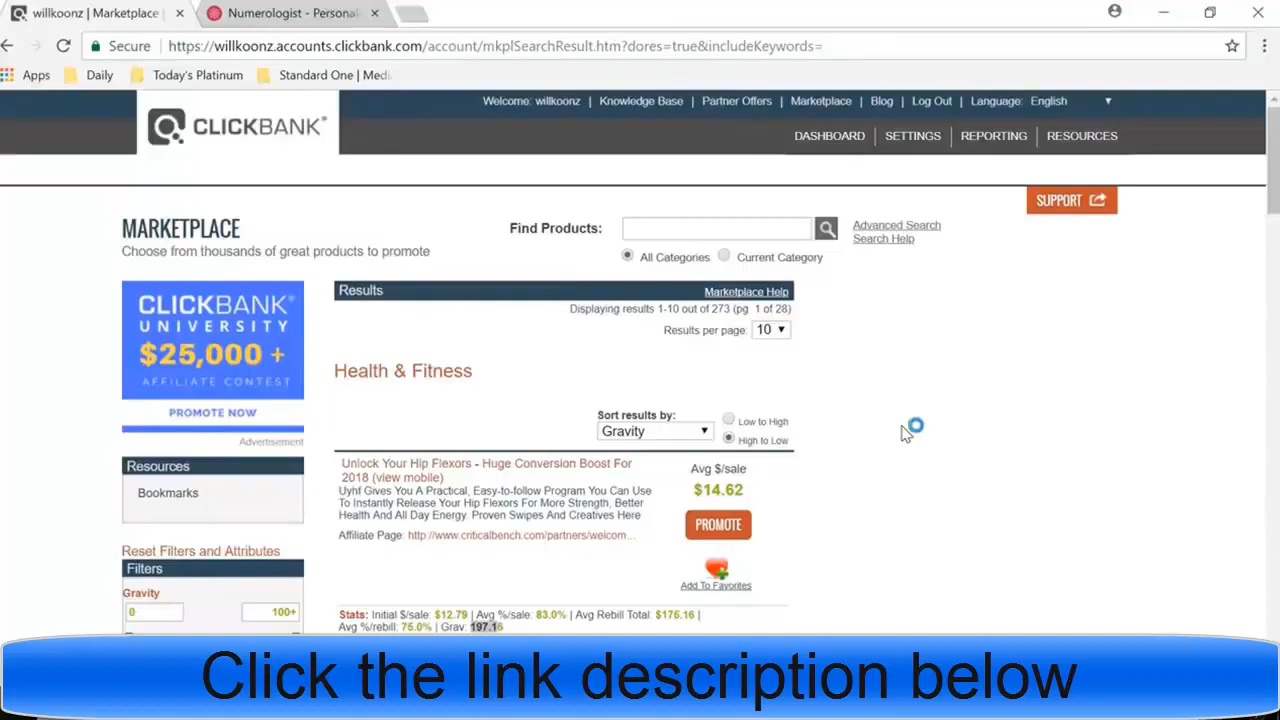 willkoonz | Marketplace |
Numerologist - Persona
Secure
https://willkoonz.accounts.clickbank.com/account/mkplSearchResult.htm?dores=true&includeKeywords=
Apps Daily Today's Platinum Standard One | Medi
Welcome: willkoonz | Knowledge Base | Partner Offers | Marketplace | Blog | Log Out | Language: English
CLICKBANK
DASHBOARD | SETTINGS | REPORTING | RESOURCES
SUPPORT
MARKETPLACE
Choose from thousands of great products to promote
Find Products:
Advanced Search
Search Help
All Categories Current Category
CLICKBANK®
UNIVERSITY
$25,000 +
AFFILIATE CONTEST
PROMOTE NOW
Advertisement
Resources
Bookmarks
Reset Filters and Attributes
Filters
Gravity
0 100+
Results Marketplace Help
Displaying results 1-10 out of 273 (pg. 1 of 28)
Results per page: 10
Health & Fitness
Sort results by:
Gravity
Low to High
High to Low
Unlock Your Hip Flexors - Huge Conversion Boost For
2018 (view mobile)
Uyhf Gives You A Practical, Easy-to-follow Program You Can Use
To Instantly Release Your Hip Flexors For More Strength, Better
Health And All Day Energy. Proven Swipes And Creatives Here
Affiliate Page: http://www.criticalbench.com/partners/welcom...
Avg $/sale
$14.62
PROMOTE
Add To Favorites
Stats: Initial $/sale: $12.79 | Avg %/sale: 83.0% | Avg Rebill Total: $176.16 |
Avg %/rebill: 75.0% | Grav: 197.16
Click the link description below